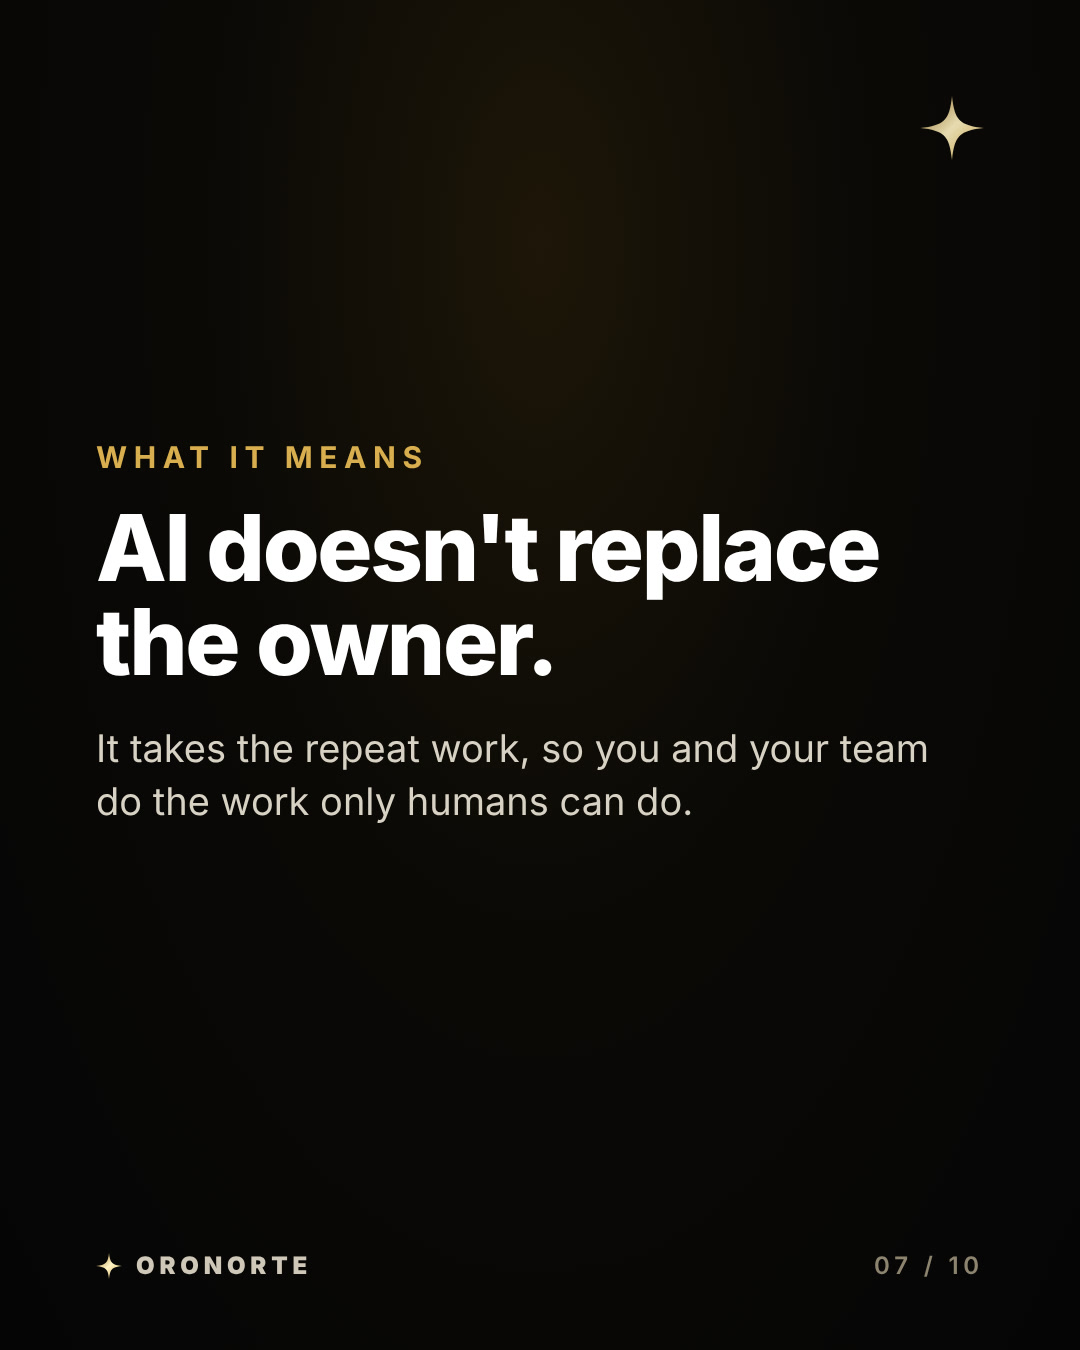 WHAT IT MEANS
AI doesn't replace
the owner.
It takes the repeat work, so you and your team
do the work only humans can do.
ORONORTE
07 / 10